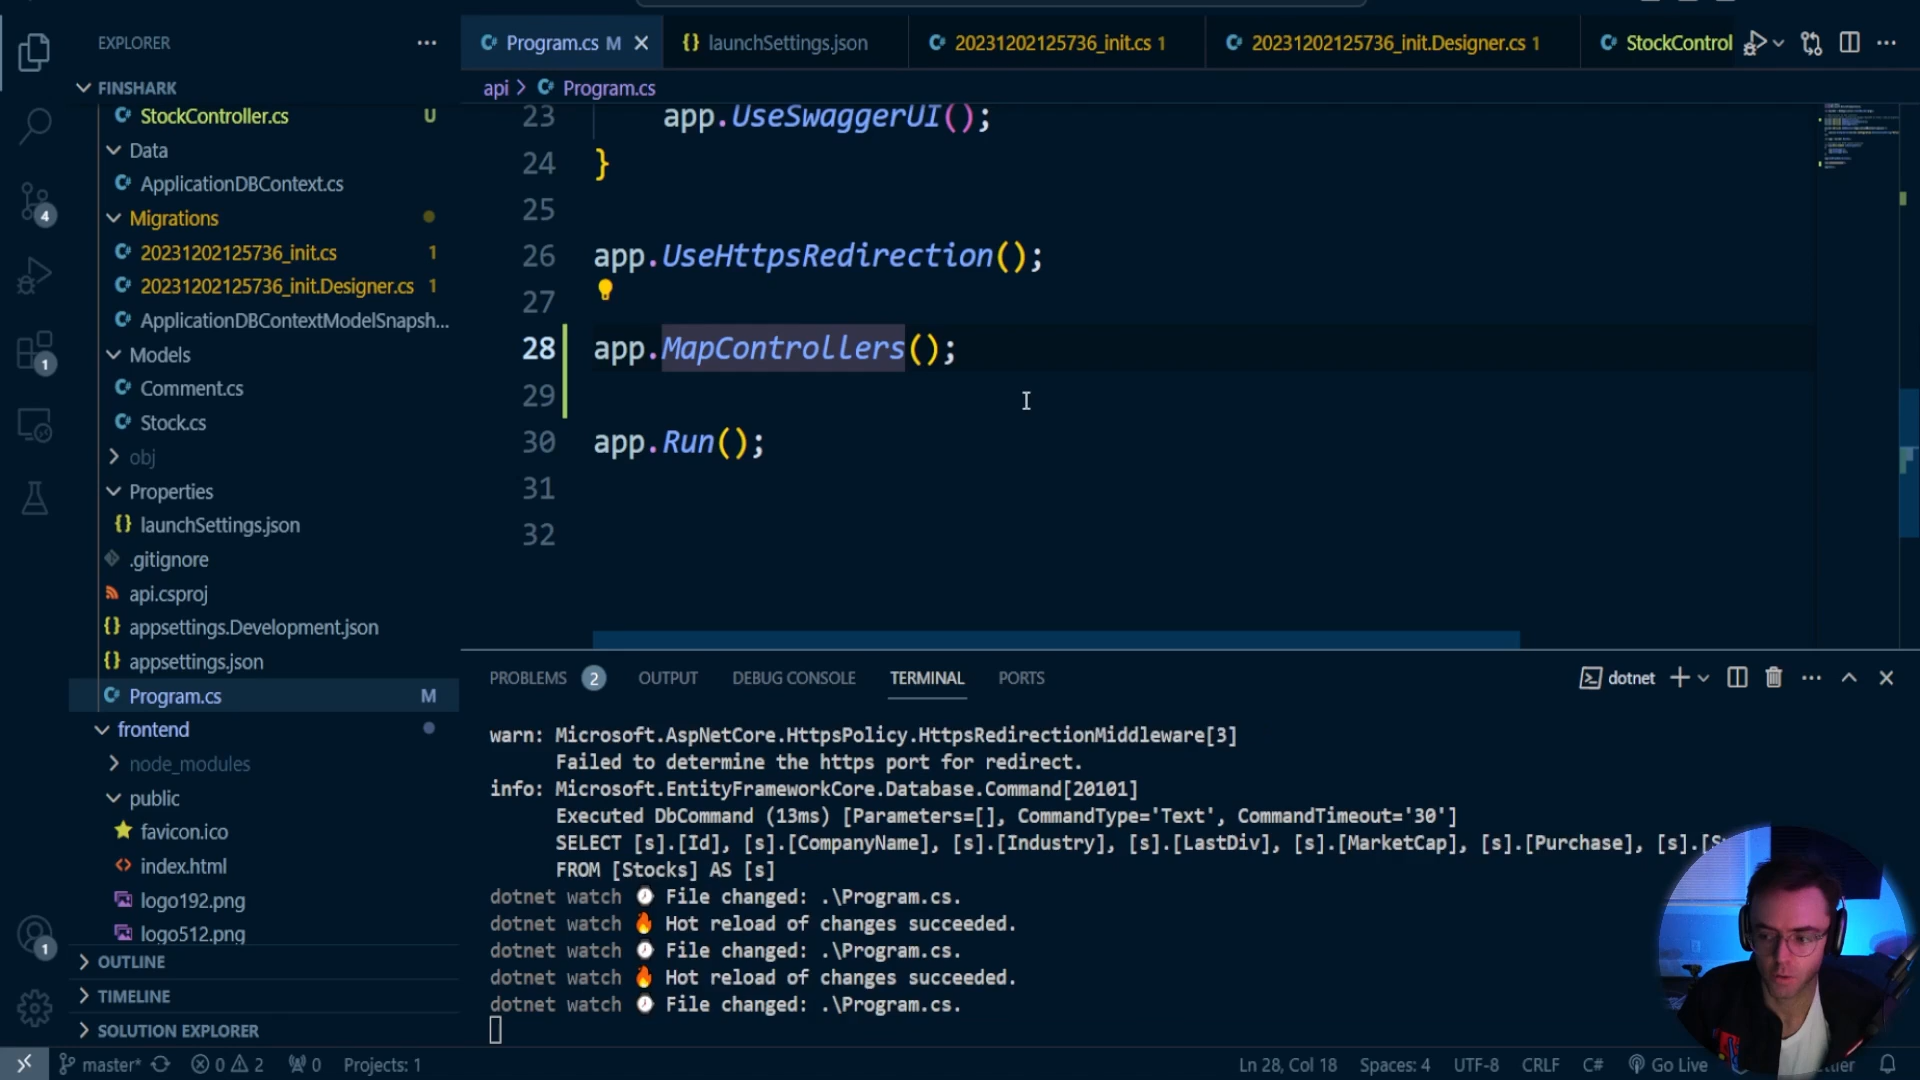 EXPLORER
FINSHARK
StockController.cs U
Data
ApplicationDBContext.cs
Migrations
20231202125736_init.cs 1
20231202125736_init.Designer.cs 1
ApplicationDBContextModelSnapsh...
Models
Comment.cs
Stock.cs
obj
Properties
launchSettings.json
.gitignore
api.csproj
appsettings.Development.json
appsettings.json
Program.cs M
frontend
node_modules
public
favicon.ico
index.html
logo192.png
logo512.png
OUTLINE
TIMELINE
SOLUTION EXPLORER
4
1
1
Program.cs M
launchSettings.json
20231202125736_init.cs 1
20231202125736_init.Designer.cs 1
StockControl
api > Program.cs
23 app.UseSwaggerUI();
24 }
25
26 app.UseHttpsRedirection();
27
28 app.MapControllers();
29
30 app.Run();
31
32
PROBLEMS 2 OUTPUT DEBUG CONSOLE TERMINAL PORTS
dotnet
warn: Microsoft.AspNetCore.HttpsPolicy.HttpsRedirectionMiddleware[3]
Failed to determine the https port for redirect.
info: Microsoft.EntityFrameworkCore.Database.Command[20101]
Executed DbCommand (13ms) [Parameters=[], CommandType='Text', CommandTimeout='30']
SELECT [s].[Id], [s].[CompanyName], [s].[Industry], [s].[LastDiv], [s].[MarketCap], [s].[Purchase], [s].[S
FROM [Stocks] AS [s]
dotnet watch ⌚ File changed: .\Program.cs.
dotnet watch 🔥 Hot reload of changes succeeded.
dotnet watch ⌚ File changed: .\Program.cs.
dotnet watch 🔥 Hot reload of changes succeeded.
dotnet watch ⌚ File changed: .\Program.cs.
master* 0 2 0 Projects: 1
Ln 28, Col 18 Spaces: 4 UTF-8 CRLF C# Go Live